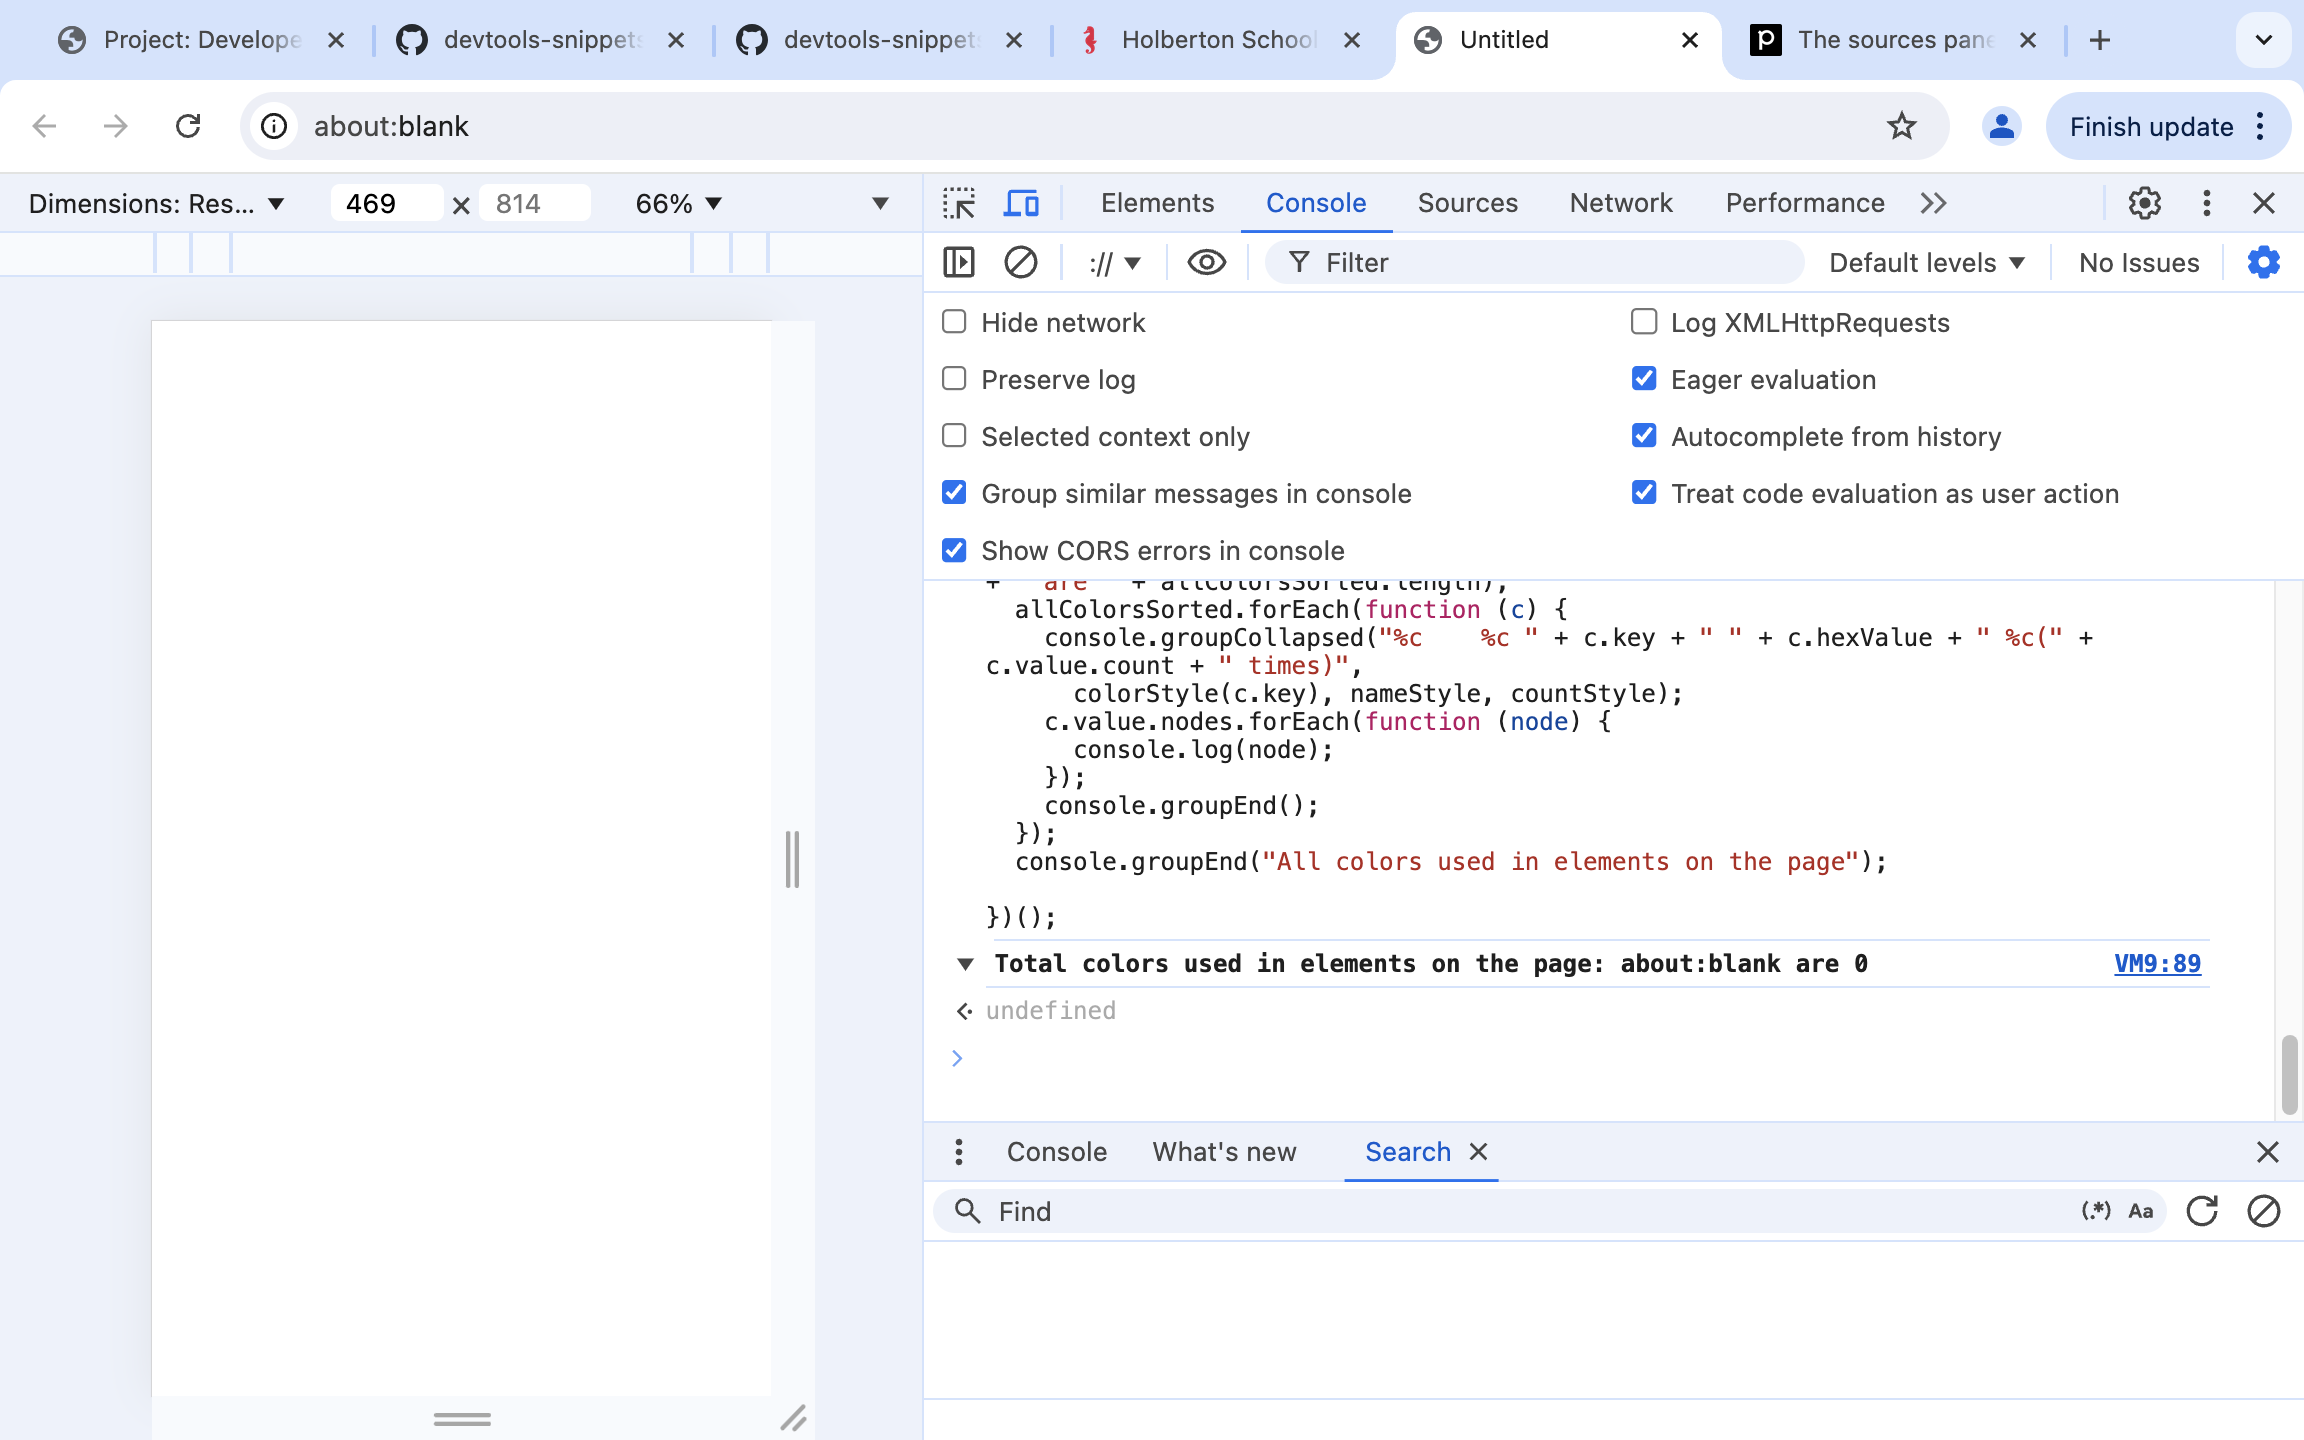 Project: Develope
devtools-snippets
devtools-snippets
Holberton School
Untitled
The sources pane
about:blank
Finish update
Dimensions: Res... 469 × 814 66%
Elements Console Sources Network Performance
:// Filter Default levels No Issues
Hide network
Log XMLHttpRequests
Preserve log
Eager evaluation
Selected context only
Autocomplete from history
Group similar messages in console
Treat code evaluation as user action
Show CORS errors in console
+ " are " + allColorsSorted.length);
allColorsSorted.forEach(function (c) {
console.groupCollapsed("%c    %c " + c.key + " " + c.hexValue + " %c(" +
c.value.count + " times)",
colorStyle(c.key), nameStyle, countStyle);
c.value.nodes.forEach(function (node) {
console.log(node);
});
console.groupEnd();
});
console.groupEnd("All colors used in elements on the page");
})();
Total colors used in elements on the page: about:blank are 0 VM9:89
undefined
Console What's new Search
Find (.*) Aa